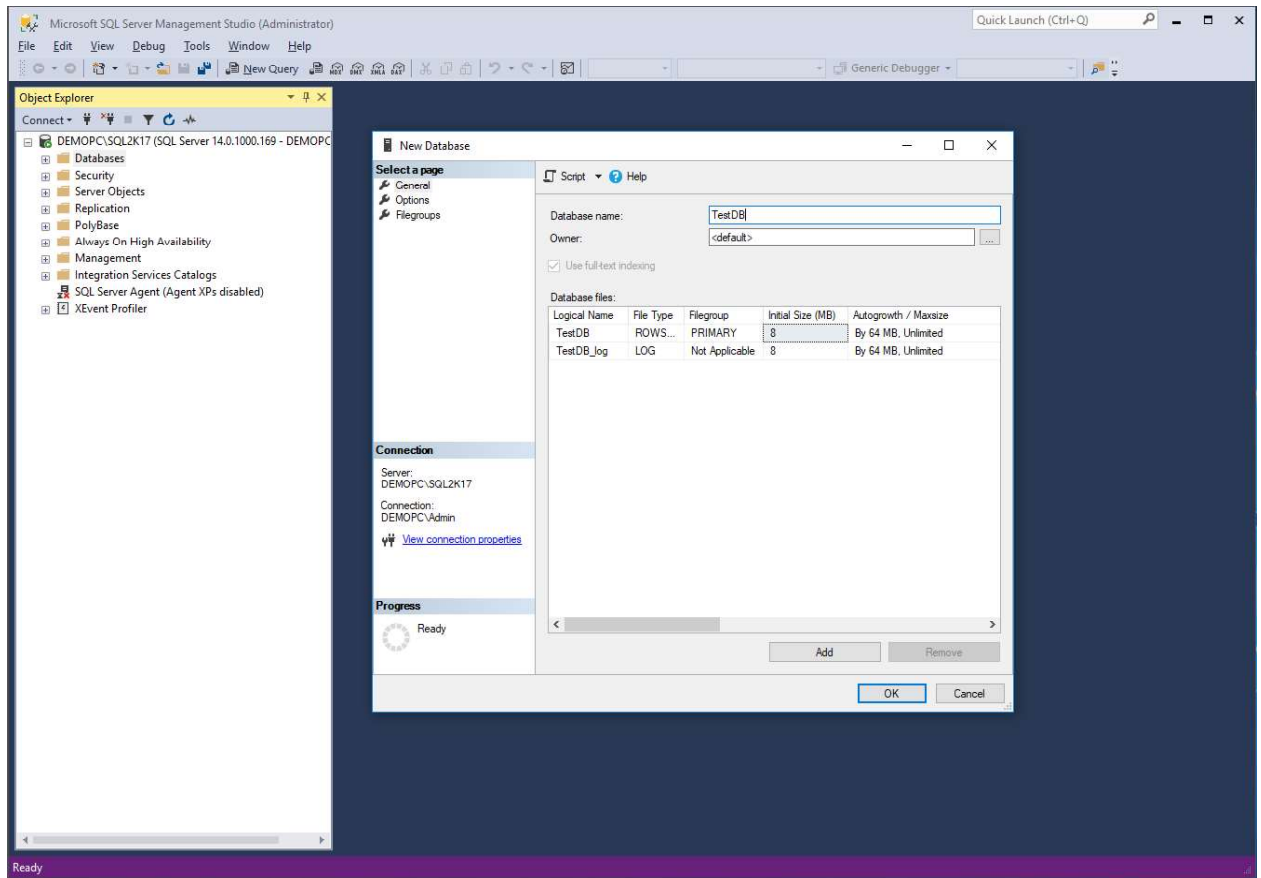 Microsoft SQL Server Management Studio (Administrator)
Quick Launch (Ctrl+Q)
File Edit View Debug Tools Window Help
New Query MDX DMX XMLA DAX Generic Debugger
Object Explorer
Connect
DEMOPC\SQL2K17 (SQL Server 14.0.1000.169 - DEMOPC
Databases
Security
Server Objects
Replication
PolyBase
Always On High Availability
Management
Integration Services Catalogs
SQL Server Agent (Agent XPs disabled)
XEvent Profiler
New Database
Select a page
General
Options
Filegroups
Connection
Server:
DEMOPC\SQL2K17
Connection:
DEMOPC\Admin
View connection properties
Progress
Ready
Script Help
Database name: TestDB
Owner: <default> ...
Use full-text indexing
Database files:
Logical Name File Type Filegroup Initial Size (MB) Autogrowth / Maxsize
TestDB ROWS... PRIMARY 8 By 64 MB, Unlimited
TestDB_log LOG Not Applicable 8 By 64 MB, Unlimited
Add Remove
OK Cancel
Ready